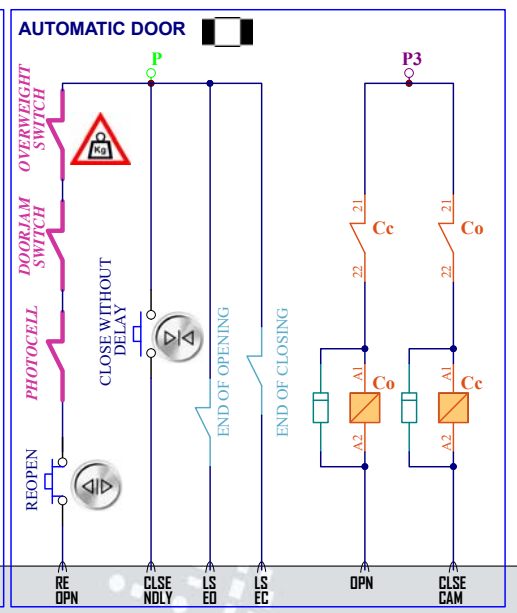 AUTOMATIC DOOR
P
P3
OVERWEIGHT
SWITCH
Kg
DOORJAM
SWITCH
PHOTOCELL
REOPEN
CLOSE WITHOUT
DELAY
END OF OPENING
END OF CLOSING
21
Cc
22
21
Co
22
A1
Co
A2
A1
Cc
A2
RE
OPN
CLSE
NDLY
LS
EO
LS
EC
OPN
CLSE
CAM